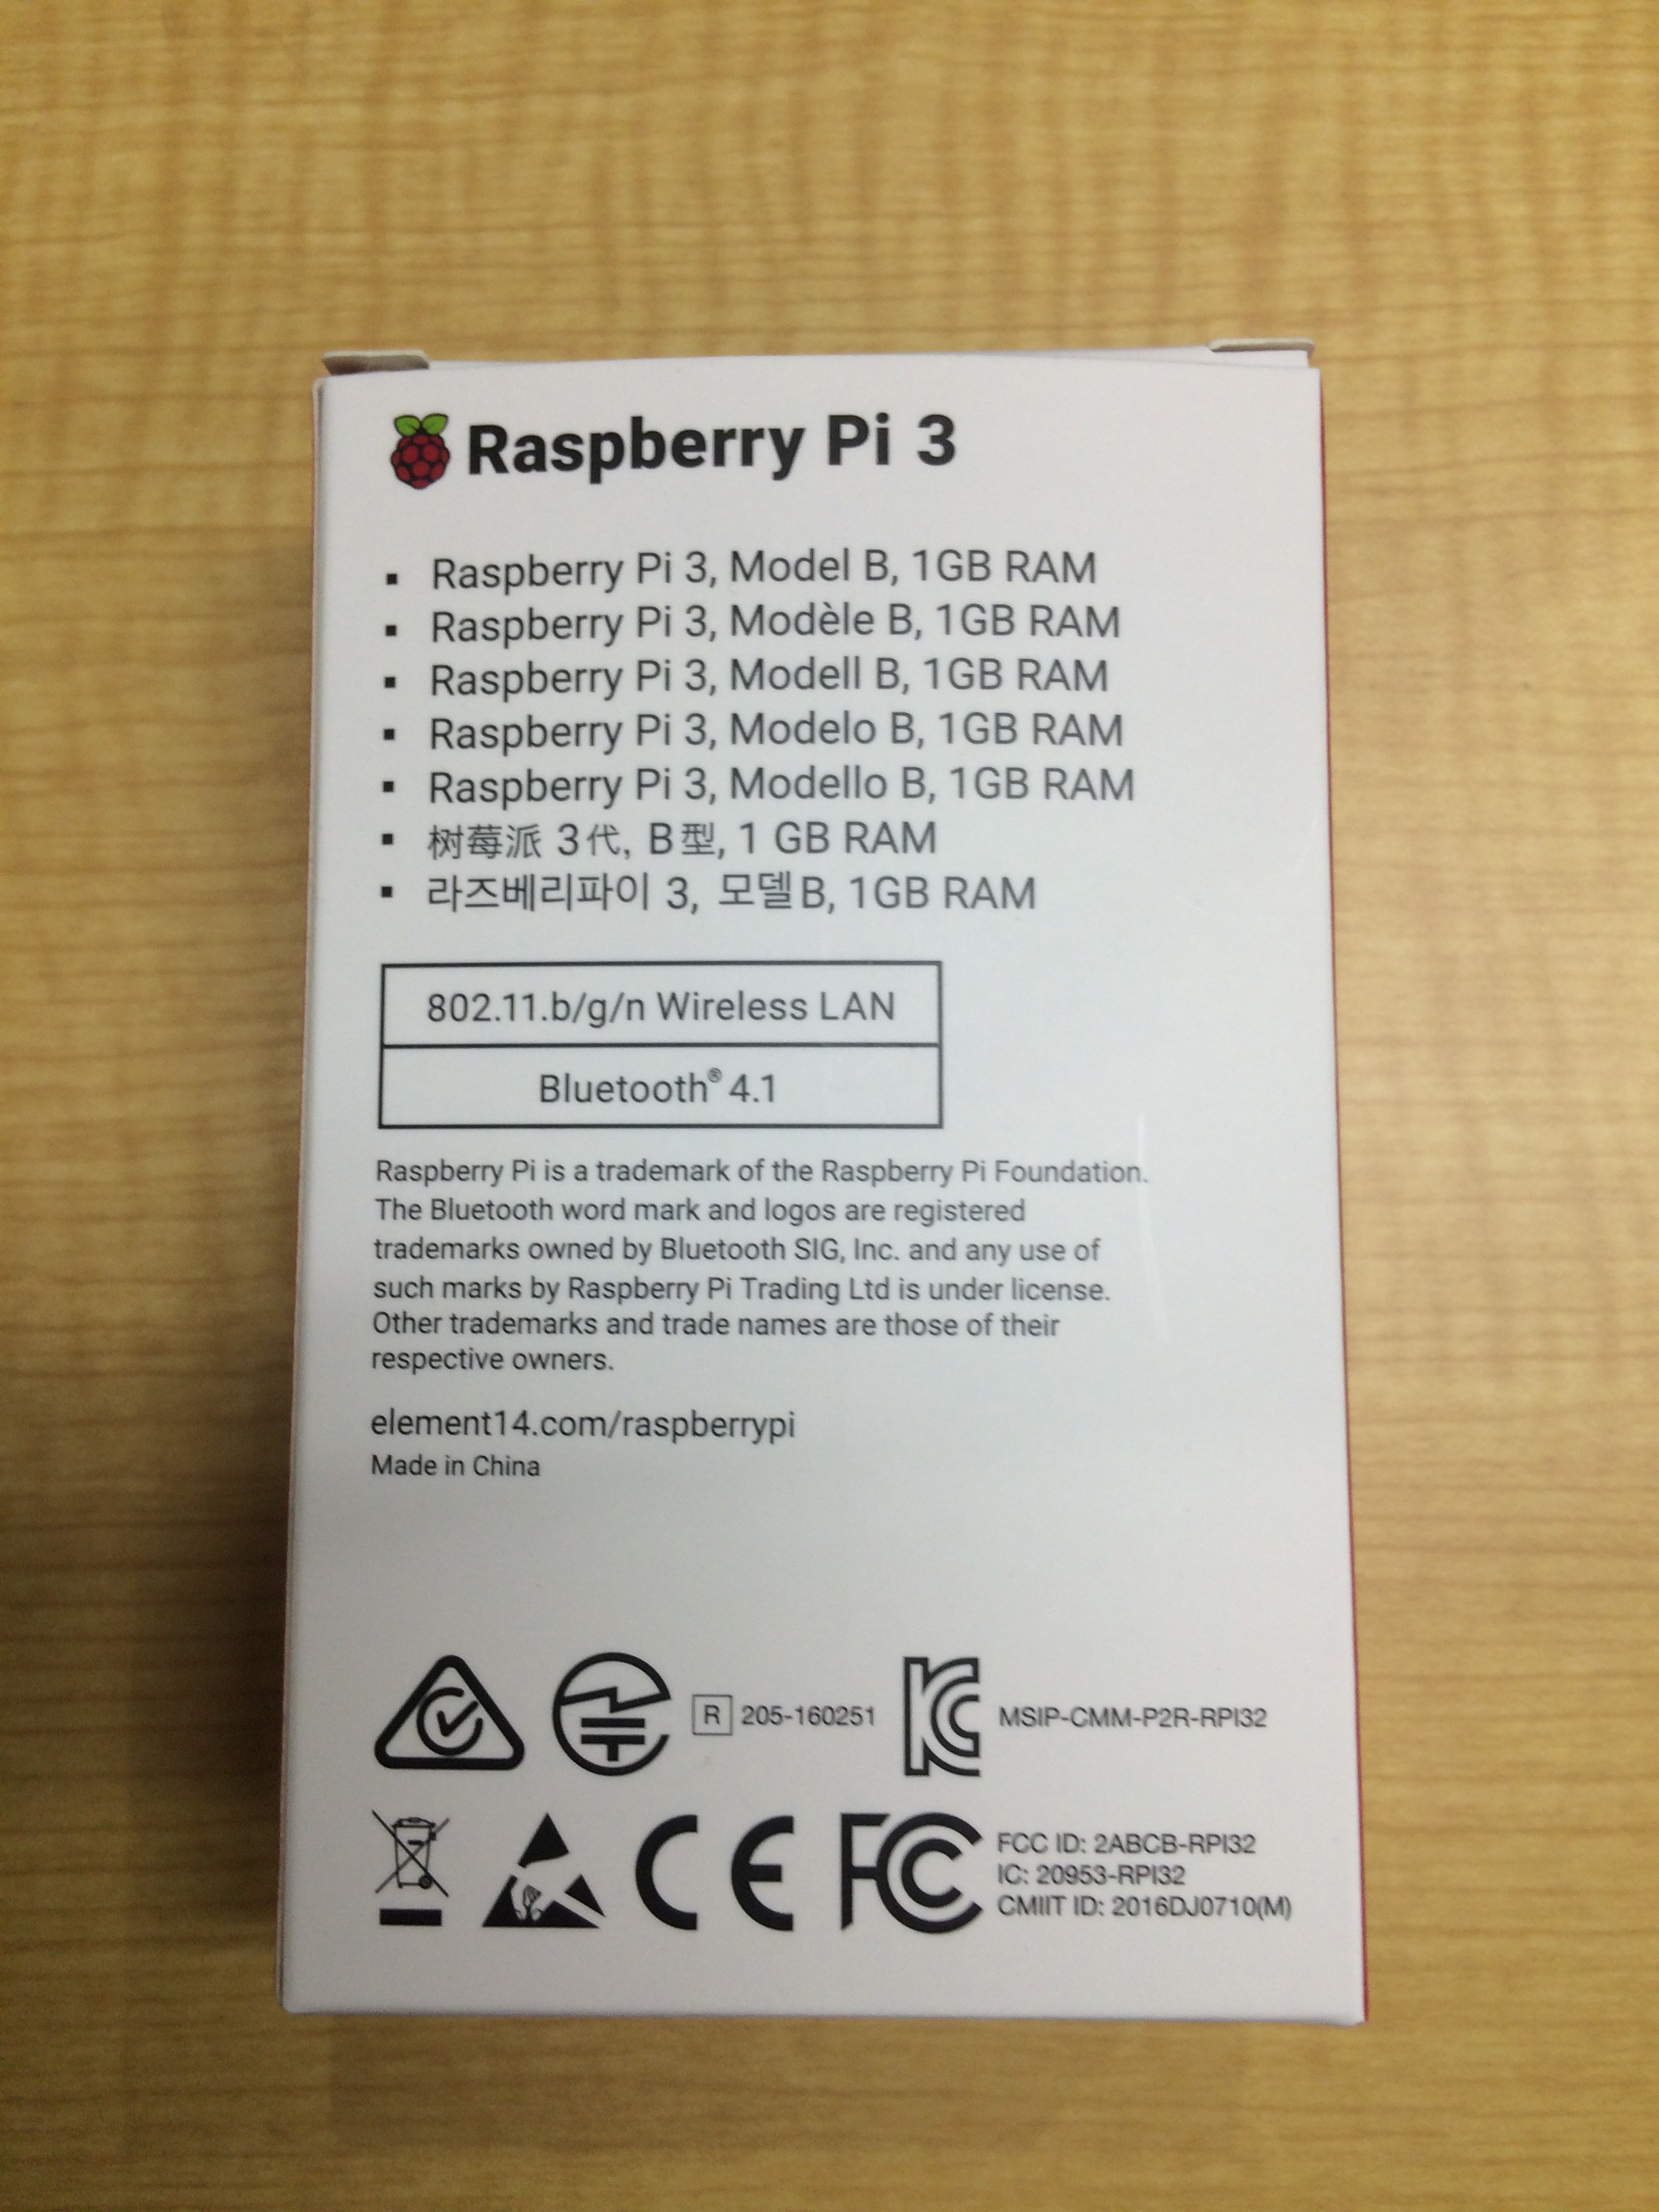 Raspberry Pi 3
▪ Raspberry Pi 3, Model B, 1GB RAM
▪ Raspberry Pi 3, Modèle B, 1GB RAM
▪ Raspberry Pi 3, Modell B, 1GB RAM
▪ Raspberry Pi 3, Modelo B, 1GB RAM
▪ Raspberry Pi 3, Modello B, 1GB RAM
▪ 树莓派 3代, B型, 1 GB RAM
▪ 라즈베리파이 3, 모델B, 1GB RAM
802.11.b/g/n Wireless LAN
Bluetooth® 4.1
Raspberry Pi is a trademark of the Raspberry Pi Foundation.
The Bluetooth word mark and logos are registered
trademarks owned by Bluetooth SIG, Inc. and any use of
such marks by Raspberry Pi Trading Ltd is under license.
Other trademarks and trade names are those of their
respective owners.
element14.com/raspberrypi
Made in China
R 205-160251 KC MSIP-CMM-P2R-RPI32
CE FC FCC ID: 2ABCB-RPI32
IC: 20953-RPI32
CMIIT ID: 2016DJ0710(M)